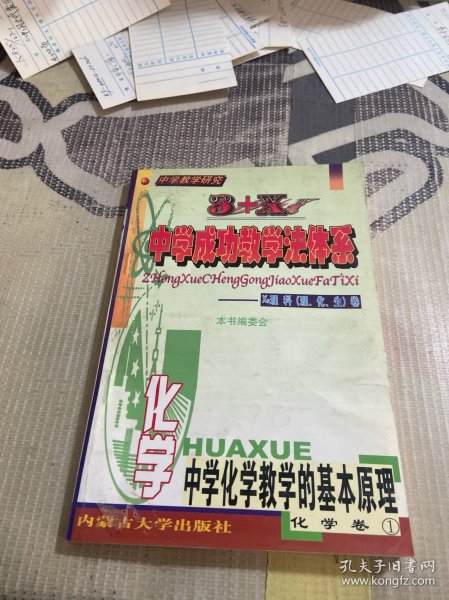 中学教学研究
3+X
中学成功教学法体系
ZHongXueCHengGongJiaoXueFaTiXi
本书编委会
化学
HUAXUE
中学化学教学的基本原理
内蒙古大学出版社
化学卷①
孔夫子旧书网
www.kongfz.com